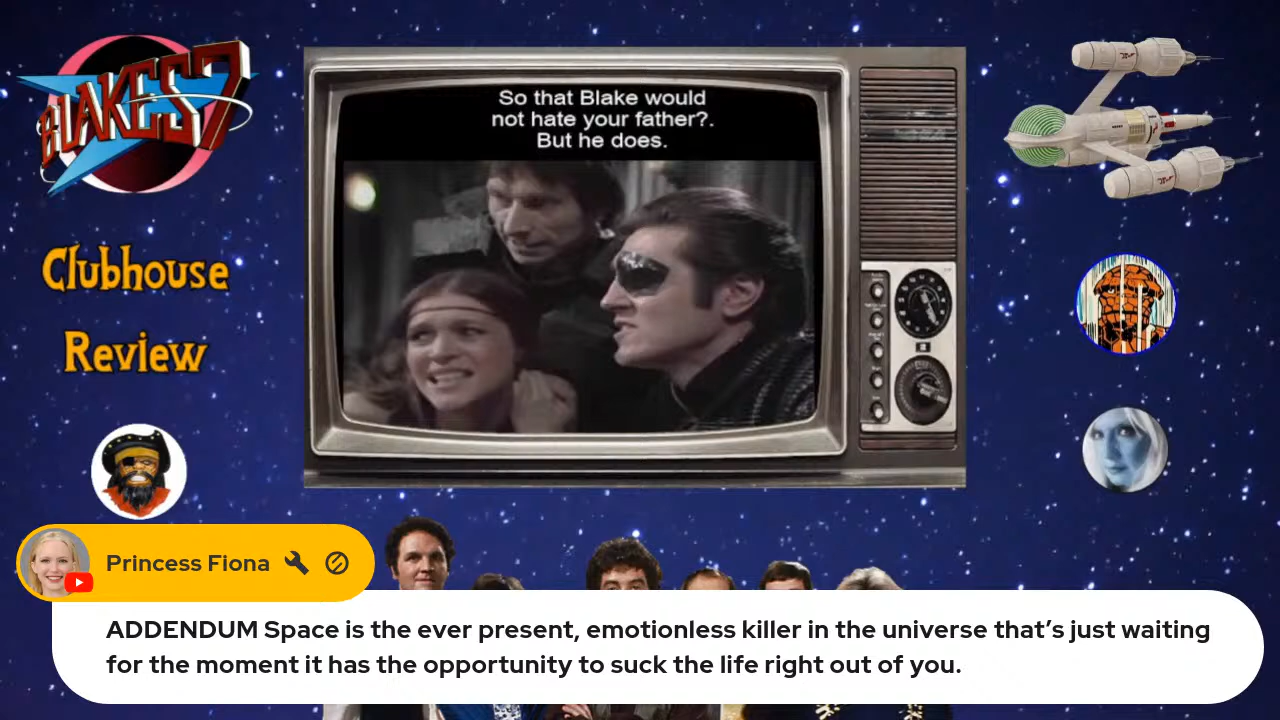 BLAKES 7
So that Blake would
not hate your father?.
But he does.
Clubhouse
Review
Princess Fiona
ADDENDUM Space is the ever present, emotionless killer in the universe that’s just waiting
for the moment it has the opportunity to suck the life right out of you.